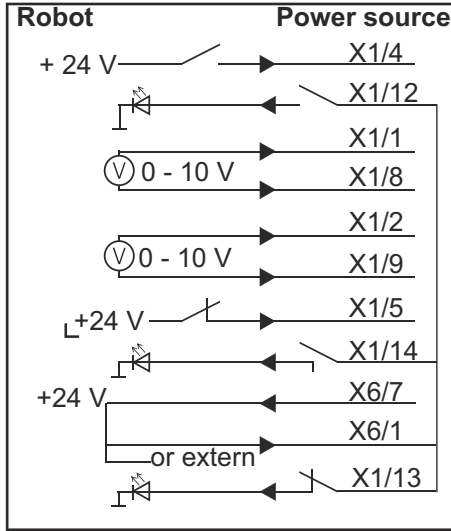 Robot Power source
+ 24 V X1/4
X1/12
X1/1
V 0 - 10 V
X1/8
X1/2
V 0 - 10 V
X1/9
+24 V X1/5
X1/14
+24 V X6/7
X6/1
or extern
X1/13